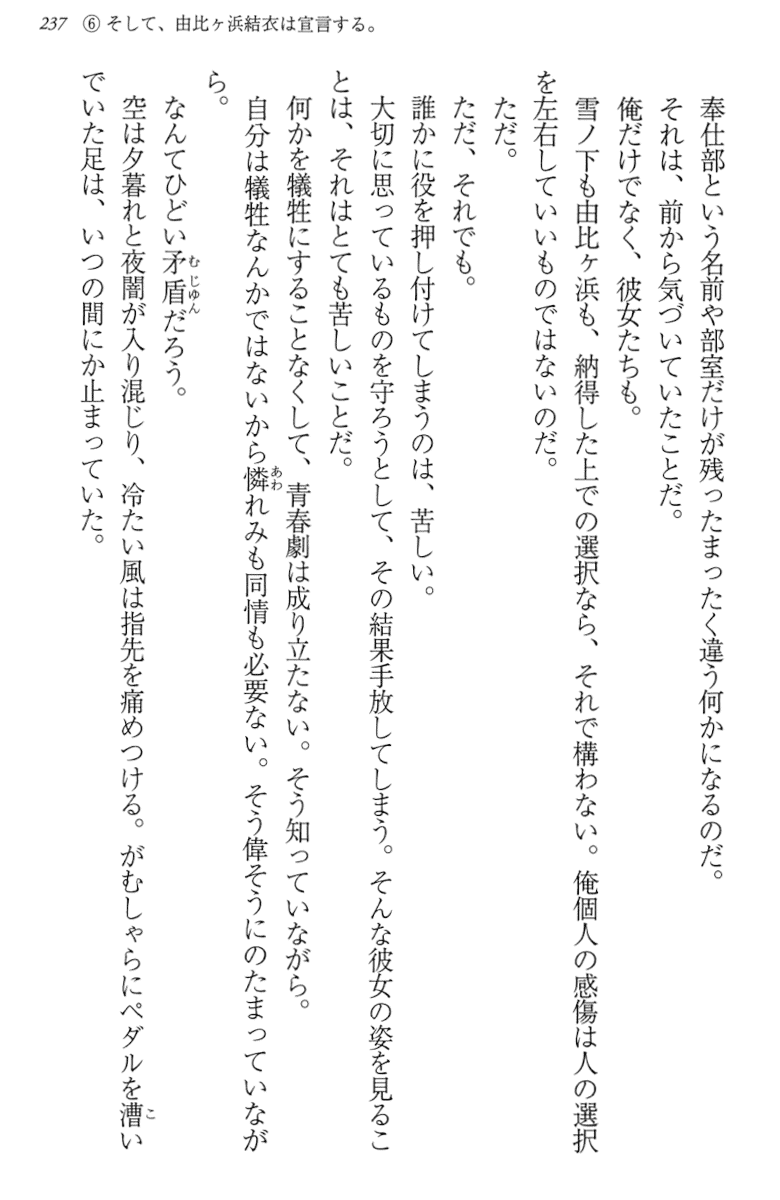 237　⑥ そして、由比ヶ浜結衣は宣言する。
　奉仕部という名前や部室だけが残ったまったく違う何かになるのだ。
　それは、前から気づいていたことだ。
　俺だけでなく、彼女たちも。
　雪ノ下も由比ヶ浜も、納得した上での選択なら、それで構わない。俺個人の感傷は人の選択
を左右していいものではないのだ。
　ただ。
　ただ、それでも。
　誰かに役を押し付けてしまうのは、苦しい。
　大切に思っているものを守ろうとして、その結果手放してしまう。そんな彼女の姿を見るこ
とは、それはとても苦しいことだ。
　何かを犠牲にすることなくして、青春劇は成り立たない。そう知っていながら。
　自分は犠牲なんかではないから憐れみも同情も必要ない。そう偉そうにのたまっていなが
ら。
　なんてひどい矛盾だろう。
　空は夕暮れと夜闇が入り混じり、冷たい風は指先を痛めつける。がむしゃらにペダルを漕い
でいた足は、いつの間にか止まっていた。